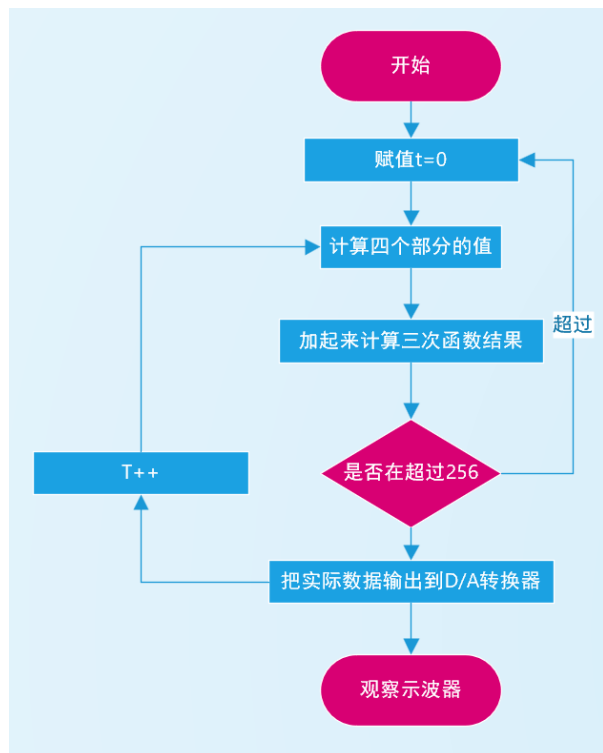 开始
赋值t=0
计算四个部分的值
超过
加起来计算三次函数结果
T++
是否在超过256
把实际数据输出到D/A转换器
观察示波器